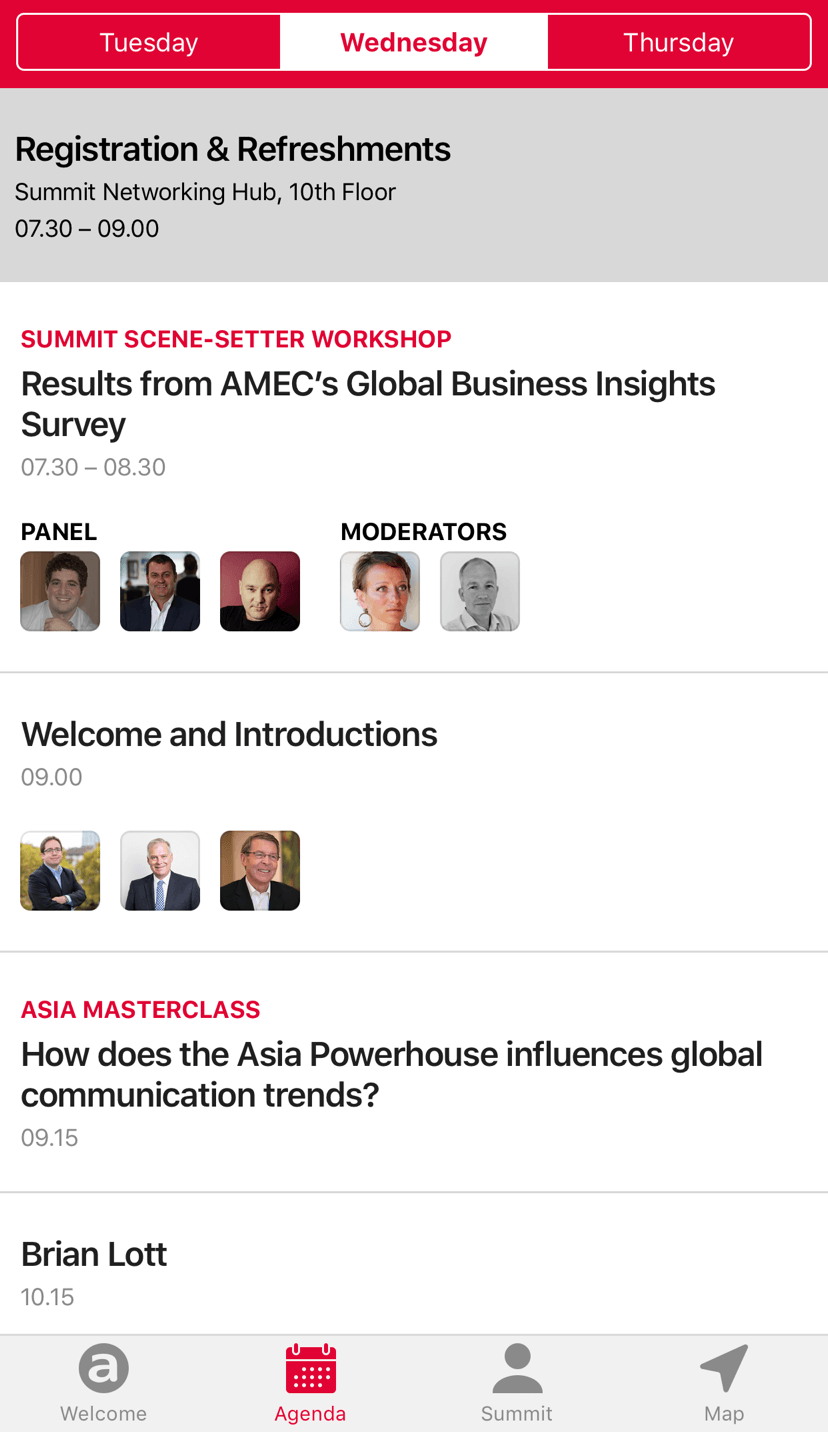 Tuesday
Wednesday
Thursday
Registration & Refreshments
Summit Networking Hub, 10th Floor
07.30 – 09.00
SUMMIT SCENE-SETTER WORKSHOP
Results from AMEC’s Global Business Insights
Survey
07.30 – 08.30
PANEL
MODERATORS
Welcome and Introductions
09.00
ASIA MASTERCLASS
How does the Asia Powerhouse influences global
communication trends?
09.15
Brian Lott
10.15
a
Welcome
Agenda
Summit
Map